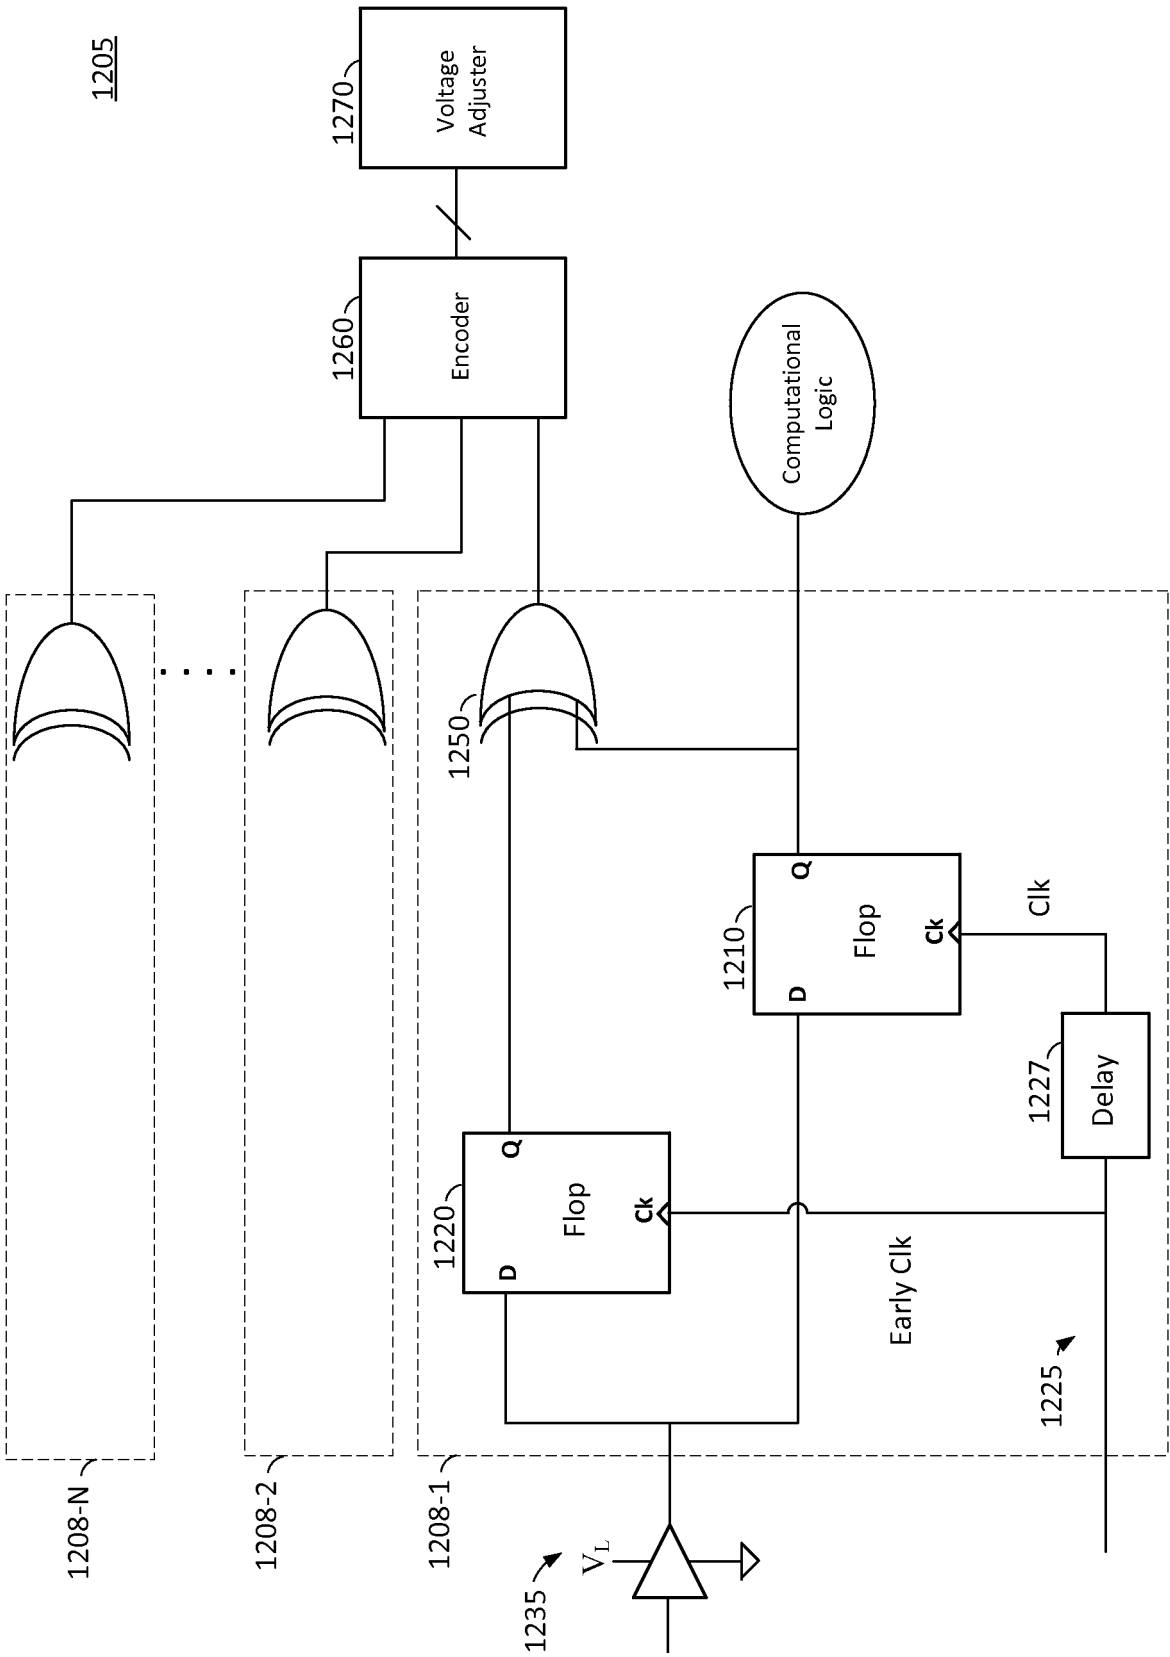 1205
1270
Voltage
Adjuster
1260
Encoder
Computational
Logic
1208-N
1208-2
1208-1
1250
1220
D
Q
Flop
Ck
1210
D
Q
Flop
Ck
Clk
1227
Delay
Early Clk
1225
1235
VL